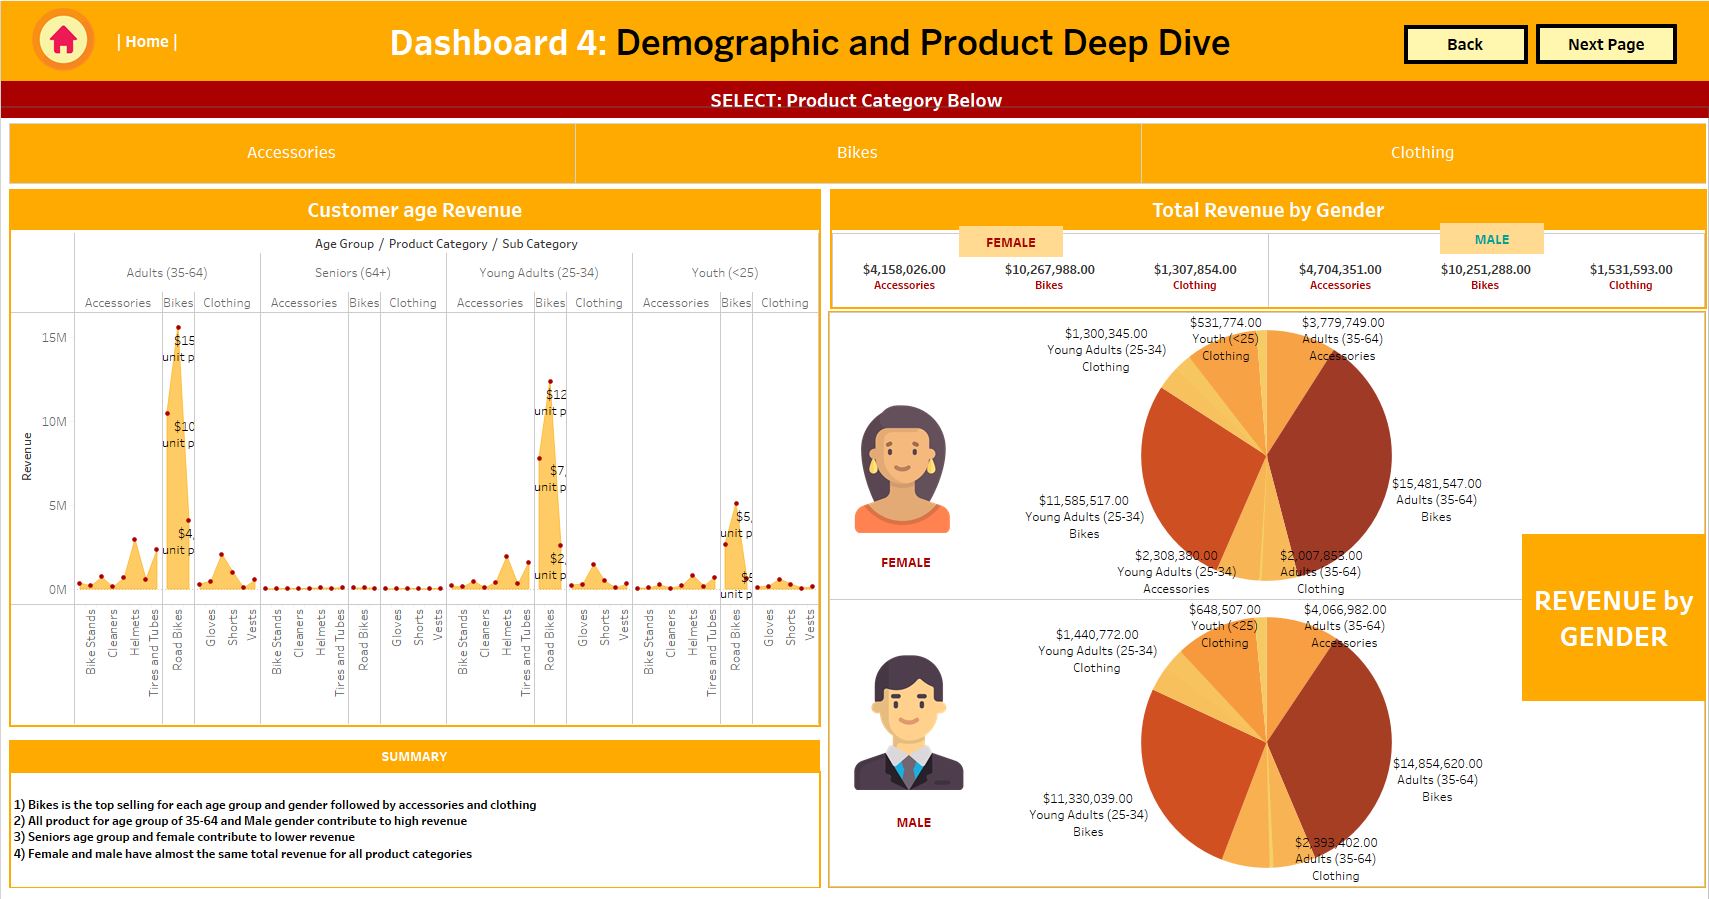 | Home |
Dashboard 4: Demographic and Product Deep Dive
Back
Next Page
SELECT: Product Category Below
Accessories
Bikes
Clothing
Customer age Revenue
Age Group / Product Category / Sub Category
Adults (35-64)
Seniors (64+)
Young Adults (25-34)
Youth (<25)
Accessories
Bikes
Clothing
Accessories
Bikes
Clothing
Accessories
Bikes
Clothing
Accessories
Bikes
Clothing
Revenue
15M
10M
5M
0M
$15
unit p
$10
unit p
$4,
unit p
$12
unit p
$7,
unit p
$2,
unit p
$5,
unit p
unit p
Bike Stands
Cleaners
Helmets
Tires and Tubes
Road Bikes
Gloves
Shorts
Vests
Bike Stands
Cleaners
Helmets
Tires and Tubes
Road Bikes
Gloves
Shorts
Vests
Bike Stands
Cleaners
Helmets
Tires and Tubes
Road Bikes
Gloves
Shorts
Vests
Bike Stands
Cleaners
Helmets
Tires and Tubes
Road Bikes
Gloves
Shorts
Vests
SUMMARY
1) Bikes is the top selling for each age group and gender followed by accessories and clothing
2) All product for age group of 35-64 and Male gender contribute to high revenue
3) Seniors age group and female contribute to lower revenue
4) Female and male have almost the same total revenue for all product categories
Total Revenue by Gender
FEMALE
MALE
$4,158,026.00
Accessories
$10,267,988.00
Bikes
$1,307,854.00
Clothing
$4,704,351.00
Accessories
$10,251,288.00
Bikes
$1,531,593.00
Clothing
$1,300,345.00
Young Adults (25-34)
Clothing
$531,774.00
Youth (<25)
Clothing
$3,779,749.00
Adults (35-64)
Accessories
$15,481,547.00
Adults (35-64)
Bikes
$11,585,517.00
Young Adults (25-34)
Bikes
$2,308,380.00
Young Adults (25-34)
Accessories
$2,007,853.00
Adults (35-64)
Clothing
FEMALE
$648,507.00
Youth (<25)
Clothing
$4,066,982.00
Adults (35-64)
Accessories
$1,440,772.00
Young Adults (25-34)
Clothing
$14,854,620.00
Adults (35-64)
Bikes
$11,330,039.00
Young Adults (25-34)
Bikes
$2,393,402.00
Adults (35-64)
Clothing
MALE
REVENUE by
GENDER